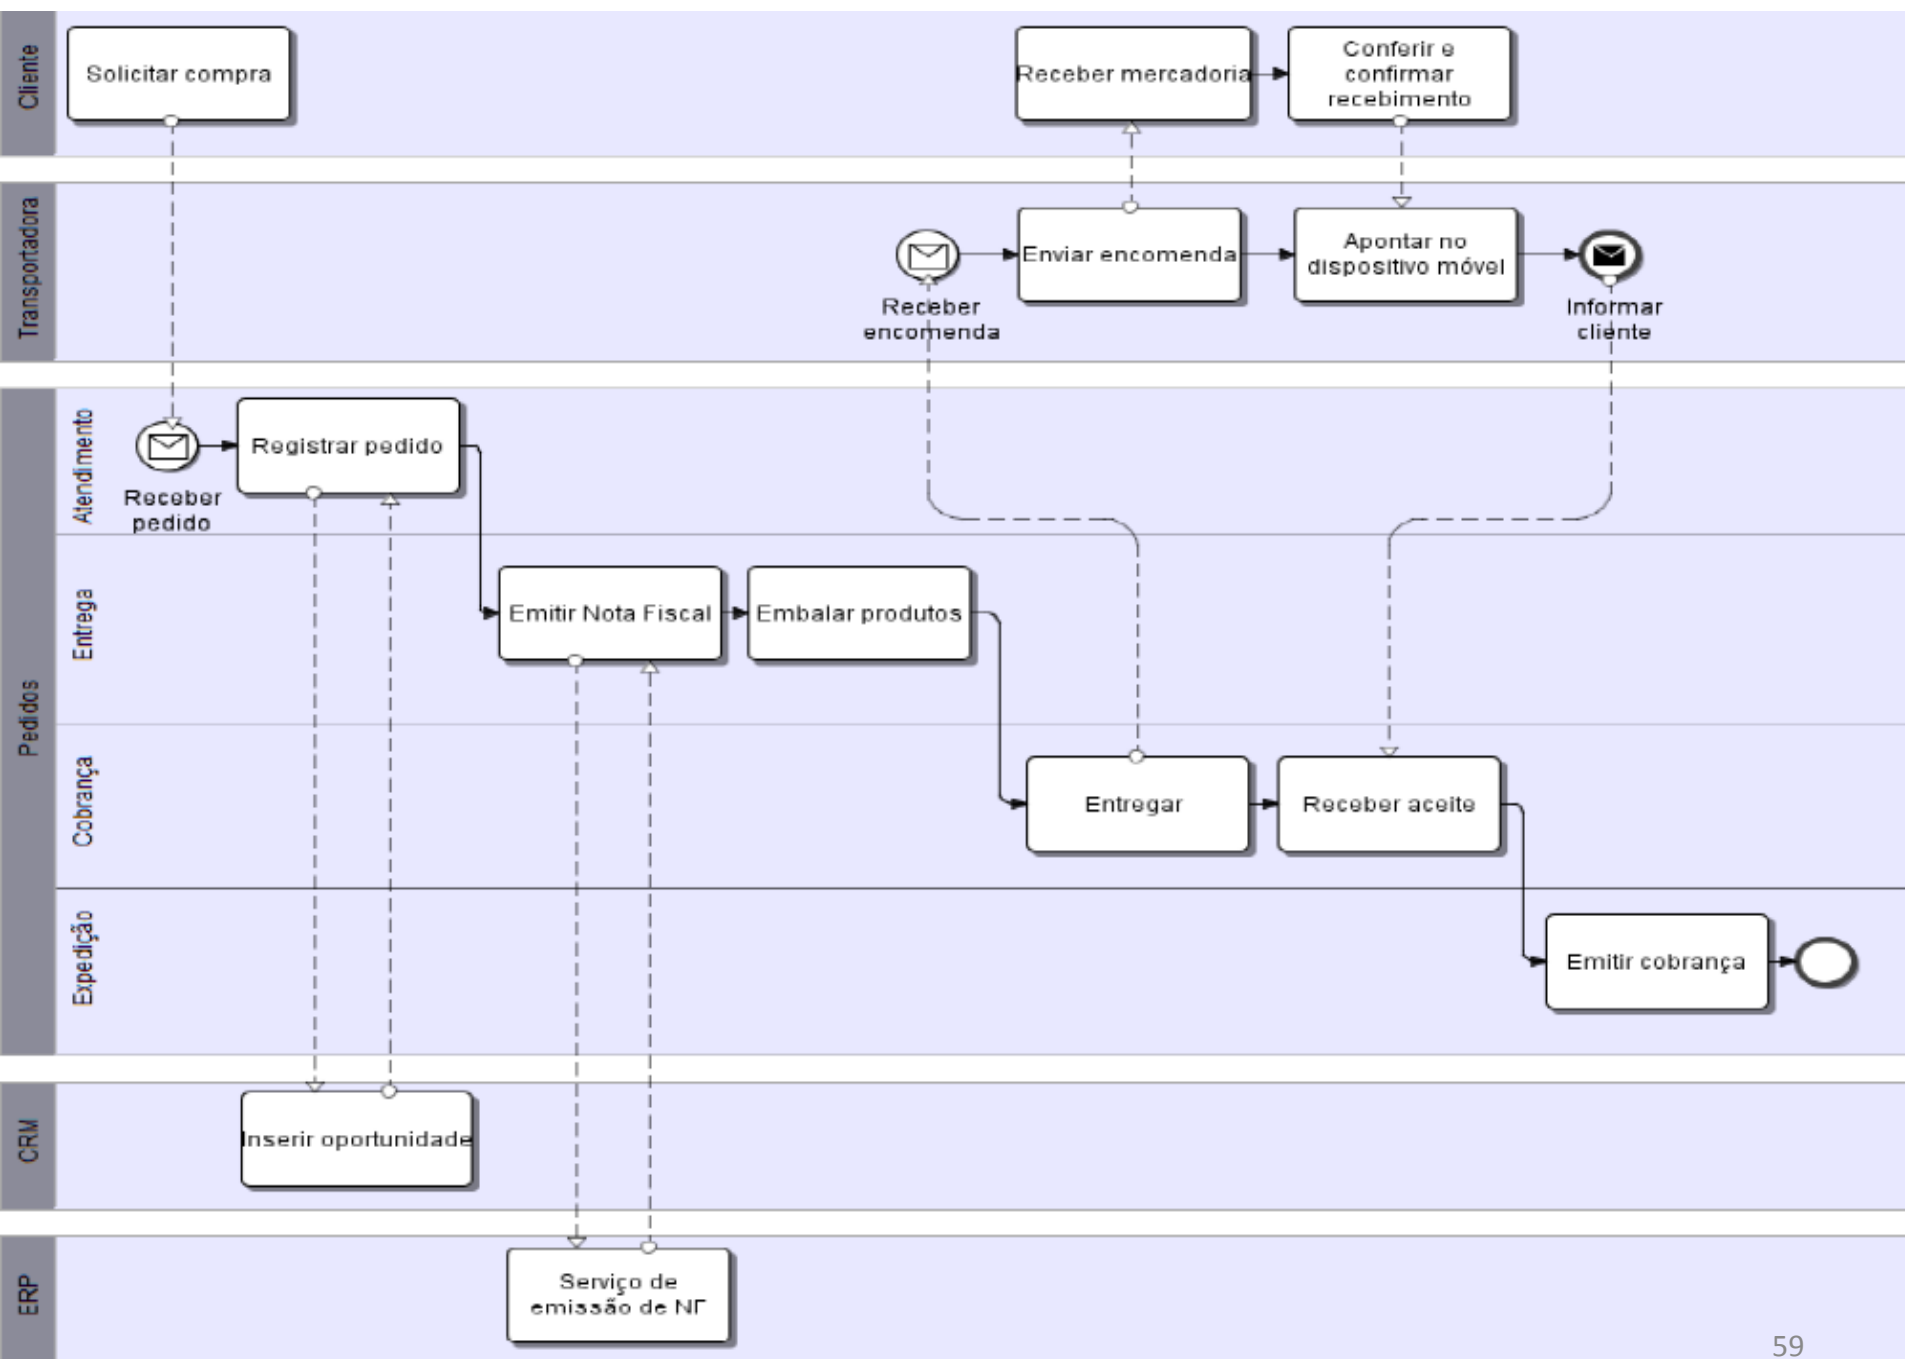 Cliente
Solicitar compra
Receber mercadoria
Conferir e
confirmar
recebimento
Transportadora
Receber
encomenda
Enviar encomenda
Apontar no
dispositivo móvel
Informar
cliente
Pedidos
Atendimento
Receber
pedido
Registrar pedido
Entrega
Emitir Nota Fiscal
Embalar produtos
Cobrança
Entregar
Receber aceite
Expedição
Emitir cobrança
CRM
Inserir oportunidade
ERP
Serviço de
emissão de NF
59